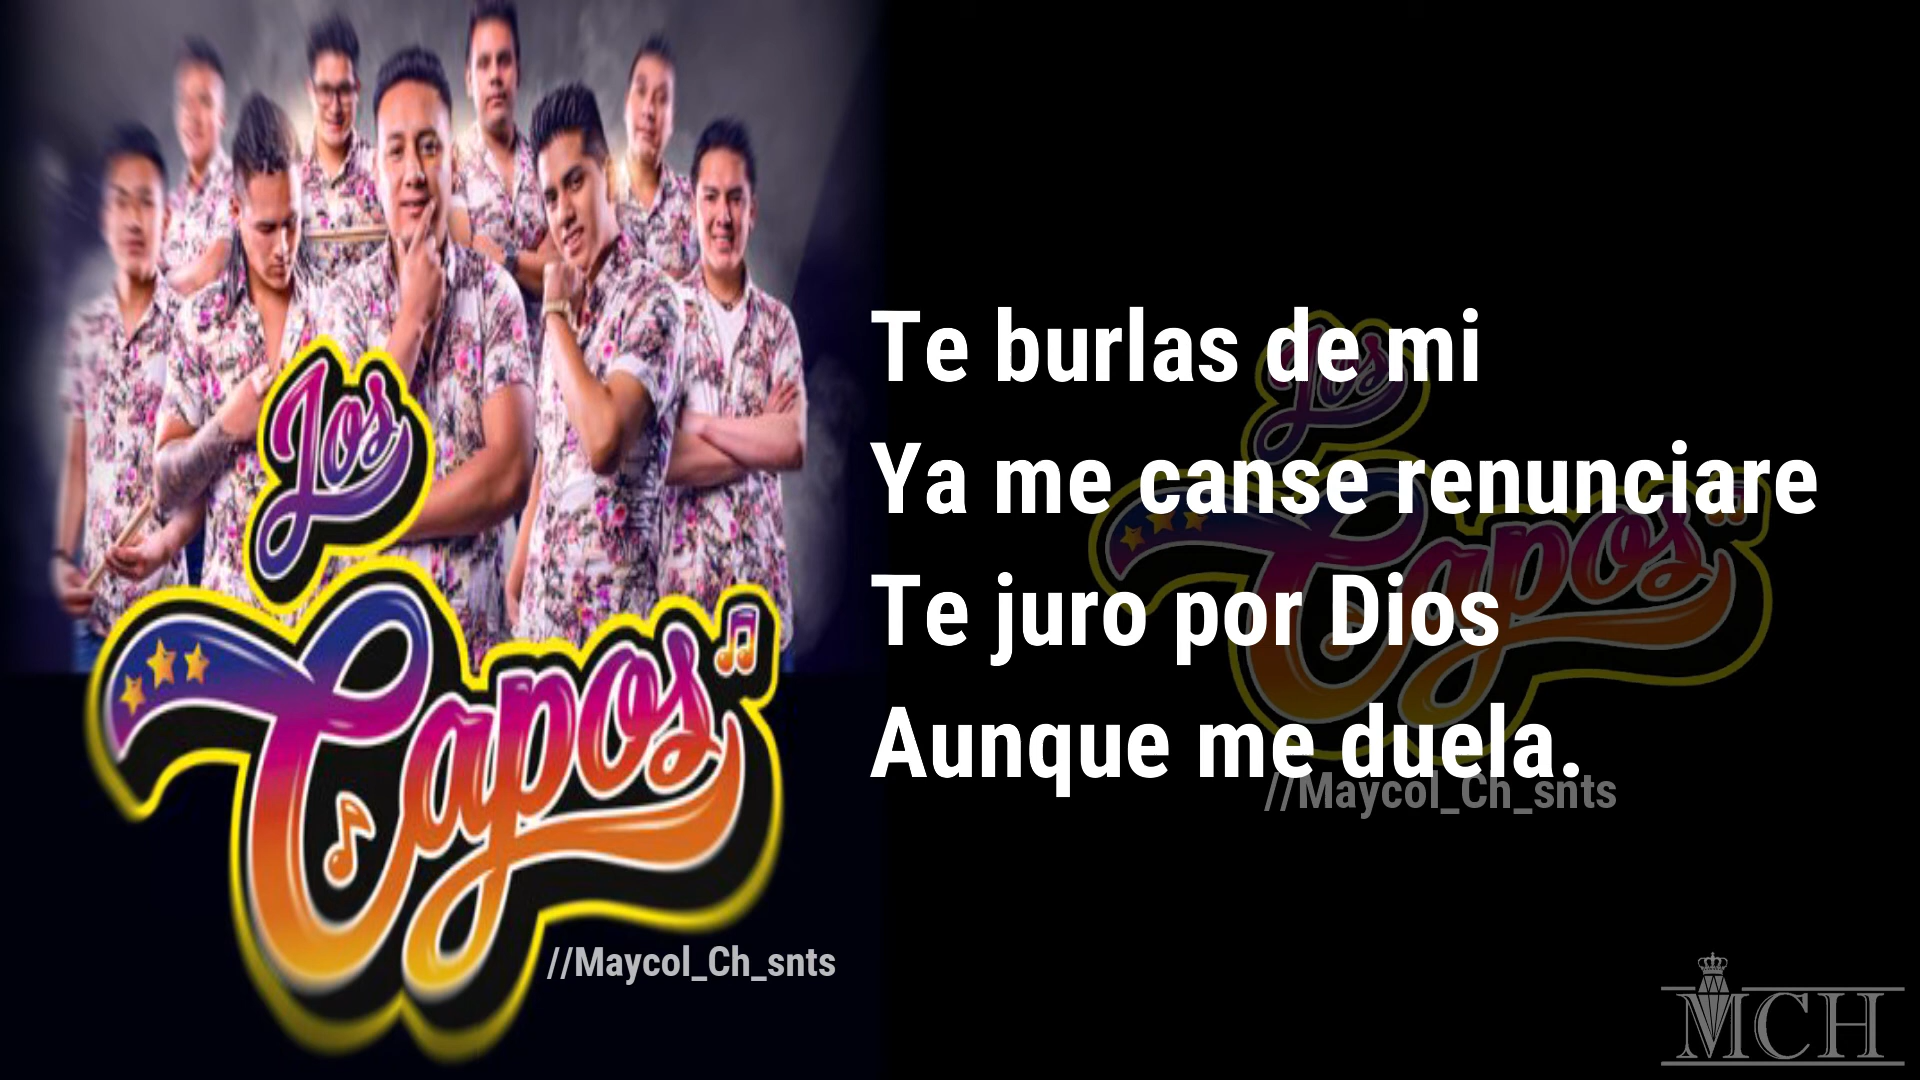 Los
Capos
//Maycol_Ch_snts
Te burlas de mi
Ya me canse renunciare
Te juro por Dios
Aunque me duela.
Los
Capos
//Maycol_Ch_snts
MCH